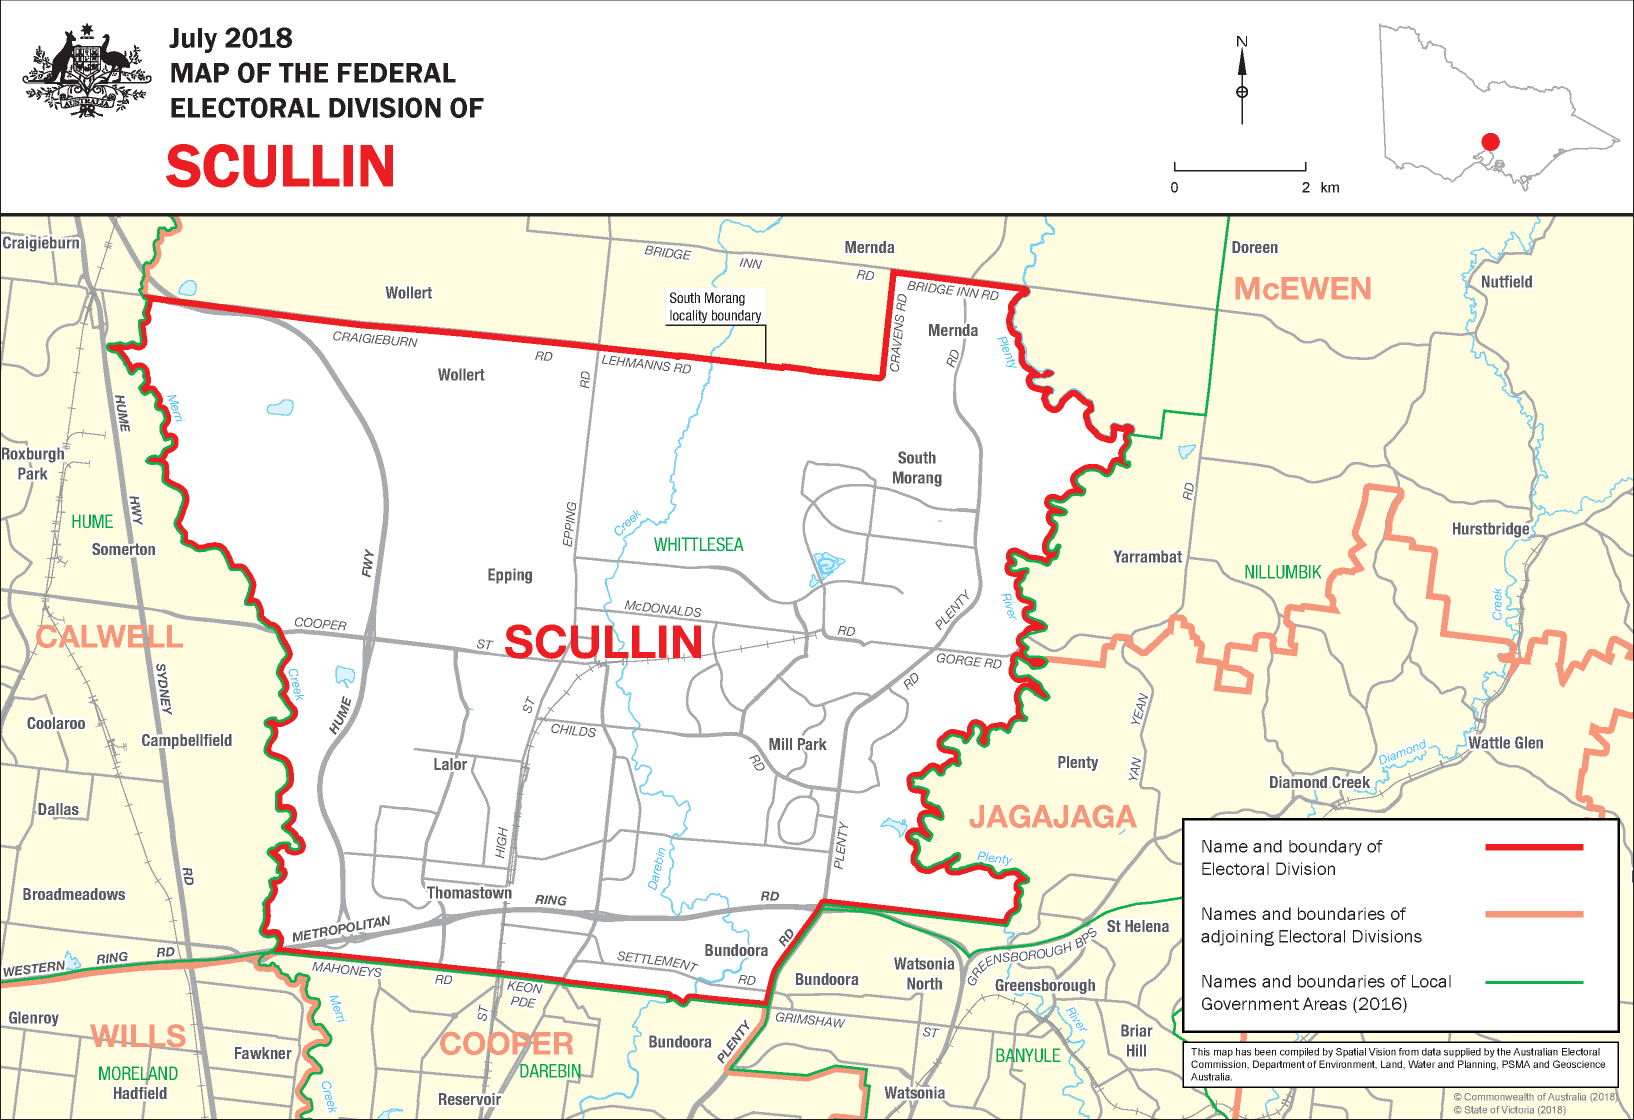 July 2018
MAP OF THE FEDERAL
ELECTORAL DIVISION OF
SCULLIN
AUSTRALIA
N
0 2 km
Craigieburn
BRIDGE INN RD
Mernda
Doreen
McEWEN
Nutfield
Wollert
South Morang
locality boundary
BRIDGE INN RD
CRAVENS RD
Mernda
RD
Plenty
CRAIGIEBURN RD
LEHMANNS RD
Wollert
RD
HUME
Merri
Roxburgh
Park
South
Morang
RD
HWY
HUME
Somerton
FWY
EPPING
Creek
WHITTLESEA
Hurstbridge
Yarrambat
NILLUMBIK
Epping
McDONALDS
RD
PLENTY
River
Creek
CALWELL
COOPER ST
SCULLIN
GORGE RD
RD
SYDNEY
Creek
HUME
ST
CHILDS
RD
YEAN
YAN
Coolaroo
Campbellfield
Mill Park
Wattle Glen
Diamond
Lalor
Plenty
Diamond Creek
Dallas
JAGAJAGA
HIGH
PLENTY
Darebin
Plenty
RD
Broadmeadows
Thomastown
RING RD
METROPOLITAN
RD
St Helena
WESTERN RING RD
MAHONEYS RD
SETTLEMENT RD
Bundoora
Bundoora
Watsonia
North
GREENSBOROUGH BPS
Greensborough
KEON
PDE
Merri
ST
Glenroy
WILLS
COOPER
Bundoora
PLENTY
GRIMSHAW ST
River
Briar
Hill
Fawkner
MORELAND
Hadfield
DAREBIN
BANYULE
Creek
Reservoir
Watsonia
Name and boundary of
Electoral Division
Names and boundaries of
adjoining Electoral Divisions
Names and boundaries of Local
Government Areas (2016)
This map has been compiled by Spatial Vision from data supplied by the Australian Electoral
Commission, Department of Environment, Land, Water and Planning, PSMA and Geoscience
Australia.
© Commonwealth of Australia (2018)
© State of Victoria (2018)